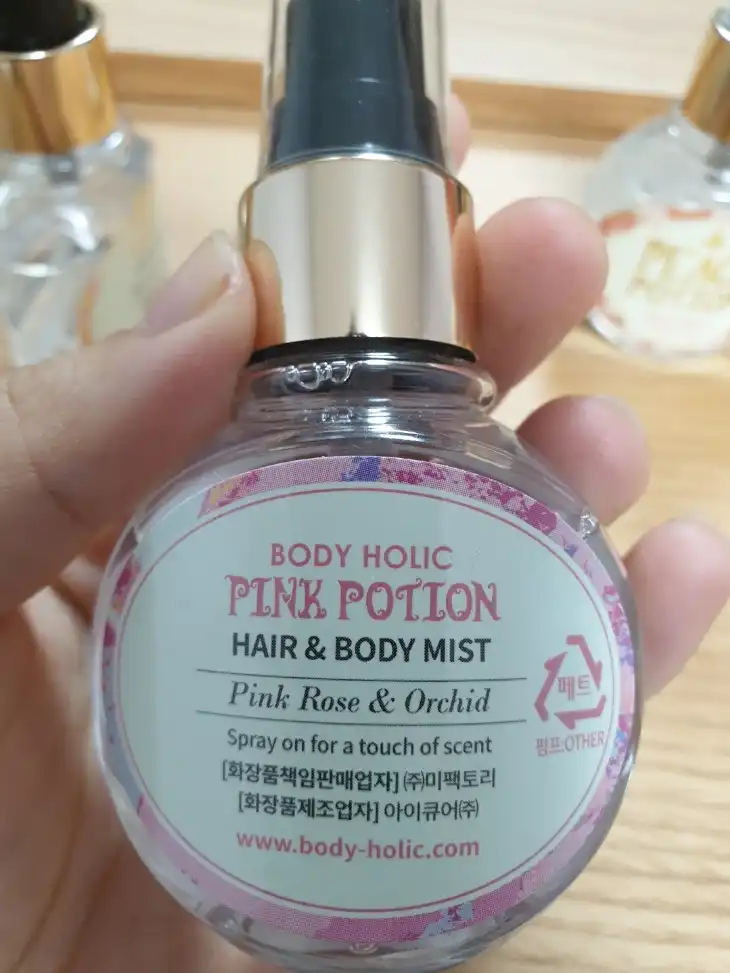 BODY HOLIC
PINK POTION
HAIR & BODY MIST
Pink Rose & Orchid
Spray on for a touch of scent
[화장품책임판매업자] ㈜미팩토리
[화장품제조업자] 아이큐어㈜
www.body-holic.com
페트
펌프:OTHER